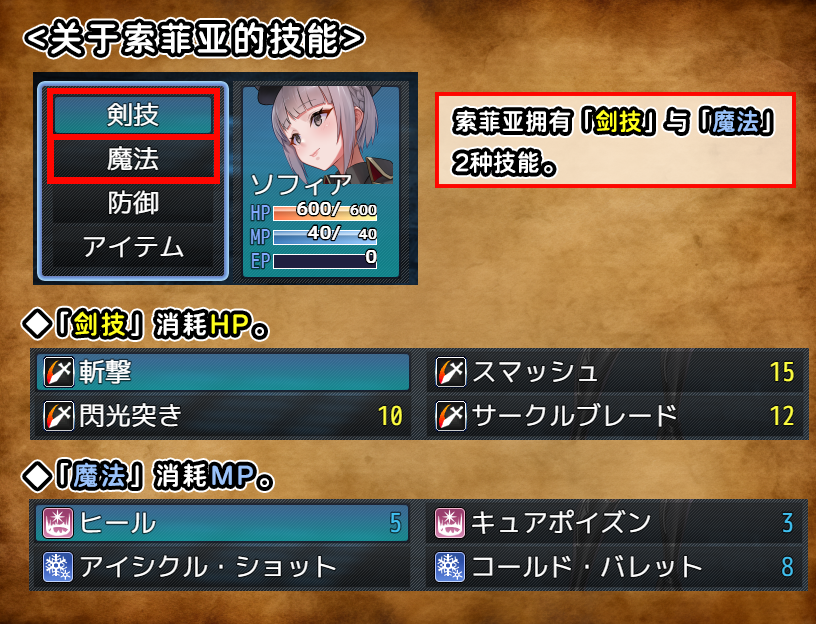 <关于索菲亚的技能>
剣技
魔法
防御
アイテム
ソフィア
HP 600/ 600
MP 40/ 40
EP 0
索菲亚拥有「剑技」与「魔法」
2种技能。
◆「剑技」消耗HP。
斬撃
スマッシュ 15
閃光突き 10
サークルブレード 12
◆「魔法」消耗MP。
ヒール 5
キュアポイズン 3
アイシクル・ショット
コールド・バレット 8